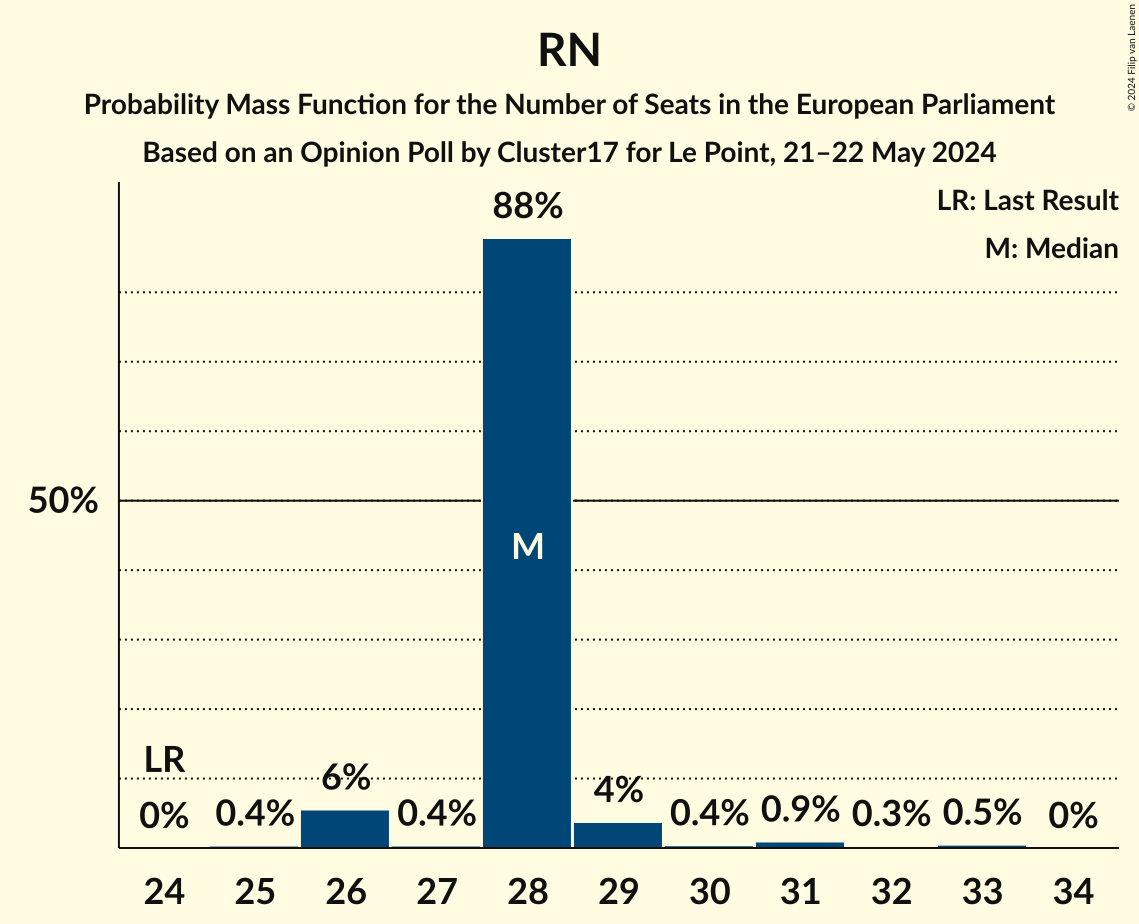 RN
Probability Mass Function for the Number of Seats in the European Parliament
Based on an Opinion Poll by Cluster17 for Le Point, 21–22 May 2024
© 2024 Filip van Laenen
LR: Last Result
M: Median
88%
50%
M
LR
0% 0.4% 6% 0.4% 4% 0.4% 0.9% 0.3% 0.5% 0%
24 25 26 27 28 29 30 31 32 33 34